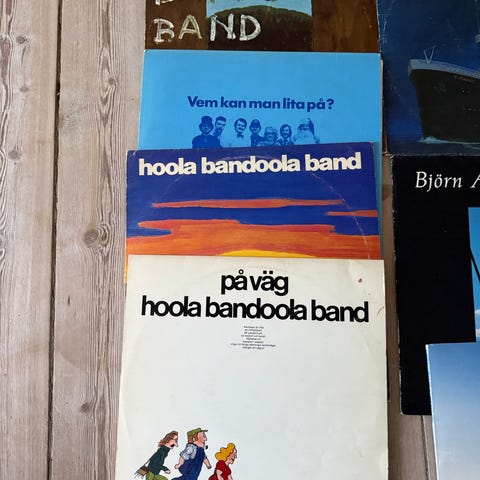 BAND
Vem kan man lita på?
hoola bandoola band
Björn
på väg
hoola bandoola band